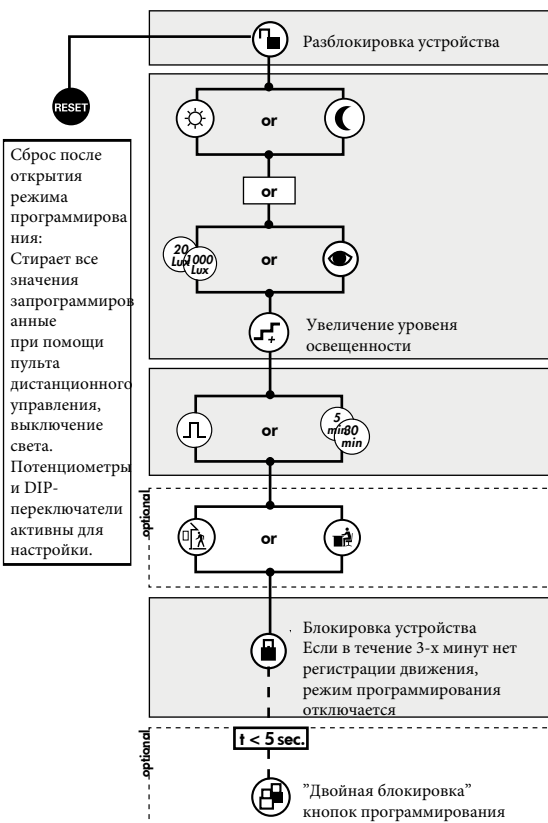 Разблокировка устройства
RESET
or
Сброс после
открытия
режима
программирова
ния:
Стирает все
значения
запрограммиров
анные
при помощи
пульта
дистанционного
управления,
выключение
света.
Потенциометры
и DIP-
переключатели
активны для
настройки.
or
20
Lux
1000
Lux
or
Увеличение уровеня
освещенности
or
5
min
30
min
optional
or
Блокировка устройства
Если в течение 3-х минут нет
регистрации движения,
режим программирования
отключается
optional
t < 5 sec.
"Двойная блокировка"
кнопок программирования